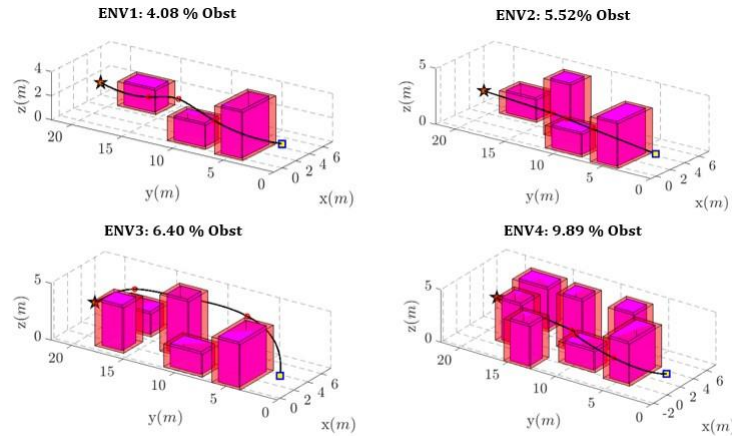 ENV1: 4.08 % Obst
4
2
0
z(m)
20
15
10
5
0
y(m)
0 2 4 6
x(m)
ENV2: 5.52% Obst
5
0
z(m)
20
15
10
5
0
y(m)
0 2 4 6
x(m)
ENV3: 6.40 % Obst
5
0
z(m)
20
15
10
5
0
y(m)
0 2 4 6
x(m)
ENV4: 9.89 % Obst
5
0
z(m)
20
15
10
5
0
y(m)
-2 0 2 4 6
x(m)